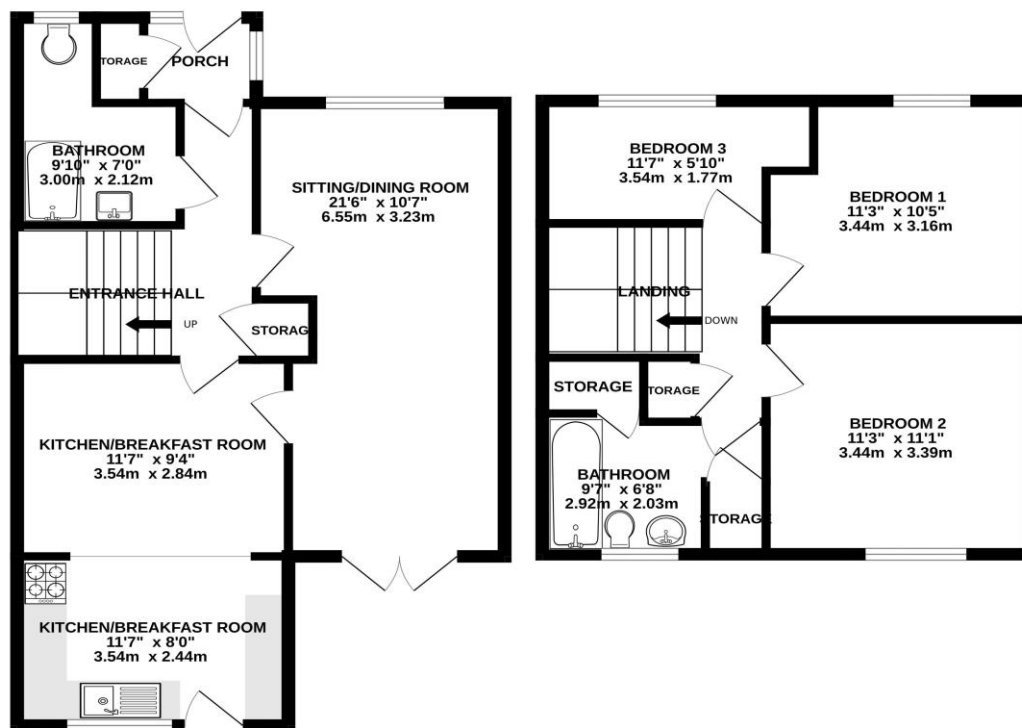 TORAGE
PORCH
BATHROOM
9'10" x 7'0"
3.00m x 2.12m
SITTING/DINING ROOM
21'6" x 10'7"
6.55m x 3.23m
ENTRANCE HALL
UP
STORAG
KITCHEN/BREAKFAST ROOM
11'7" x 9'4"
3.54m x 2.84m
KITCHEN/BREAKFAST ROOM
11'7" x 8'0"
3.54m x 2.44m
BEDROOM 3
11'7" x 5'10"
3.54m x 1.77m
BEDROOM 1
11'3" x 10'5"
3.44m x 3.16m
LANDING
DOWN
STORAGE
TORAGE
BEDROOM 2
11'3" x 11'1"
3.44m x 3.39m
BATHROOM
9'7" x 6'8"
2.92m x 2.03m
STORAGE